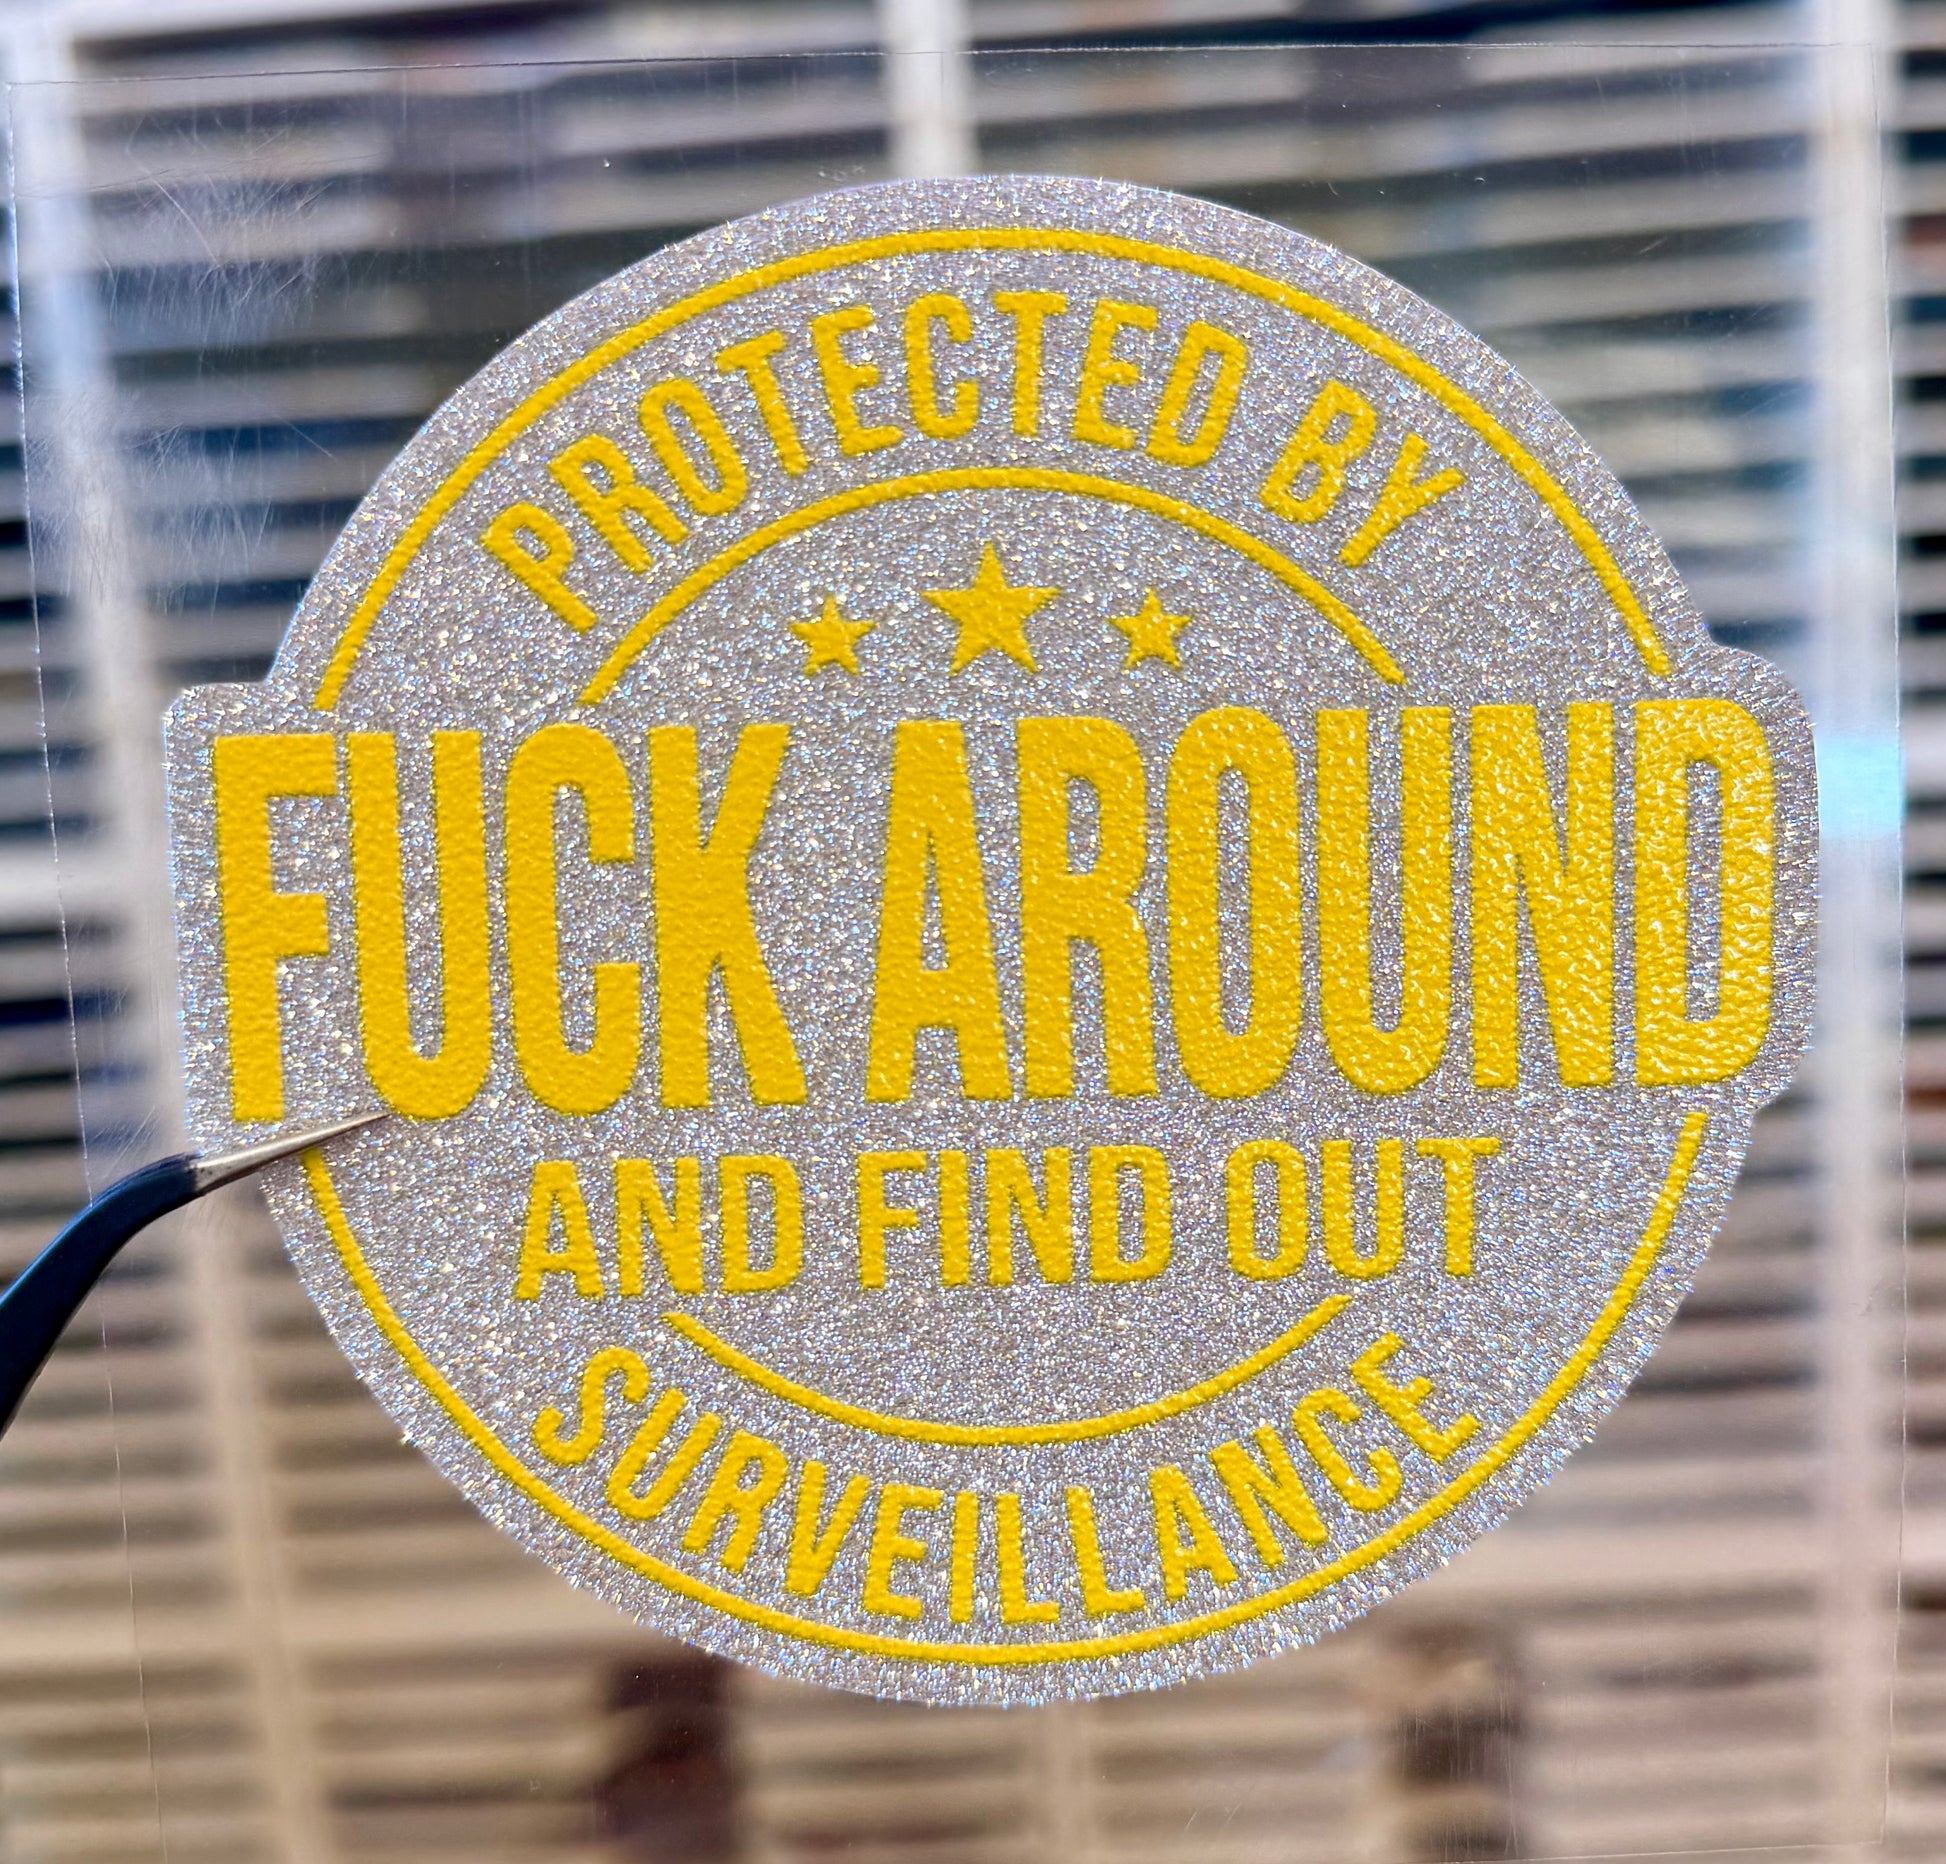 PROTECTED BY
FUCK AROUND
AND FIND OUT
SURVEILLANCE